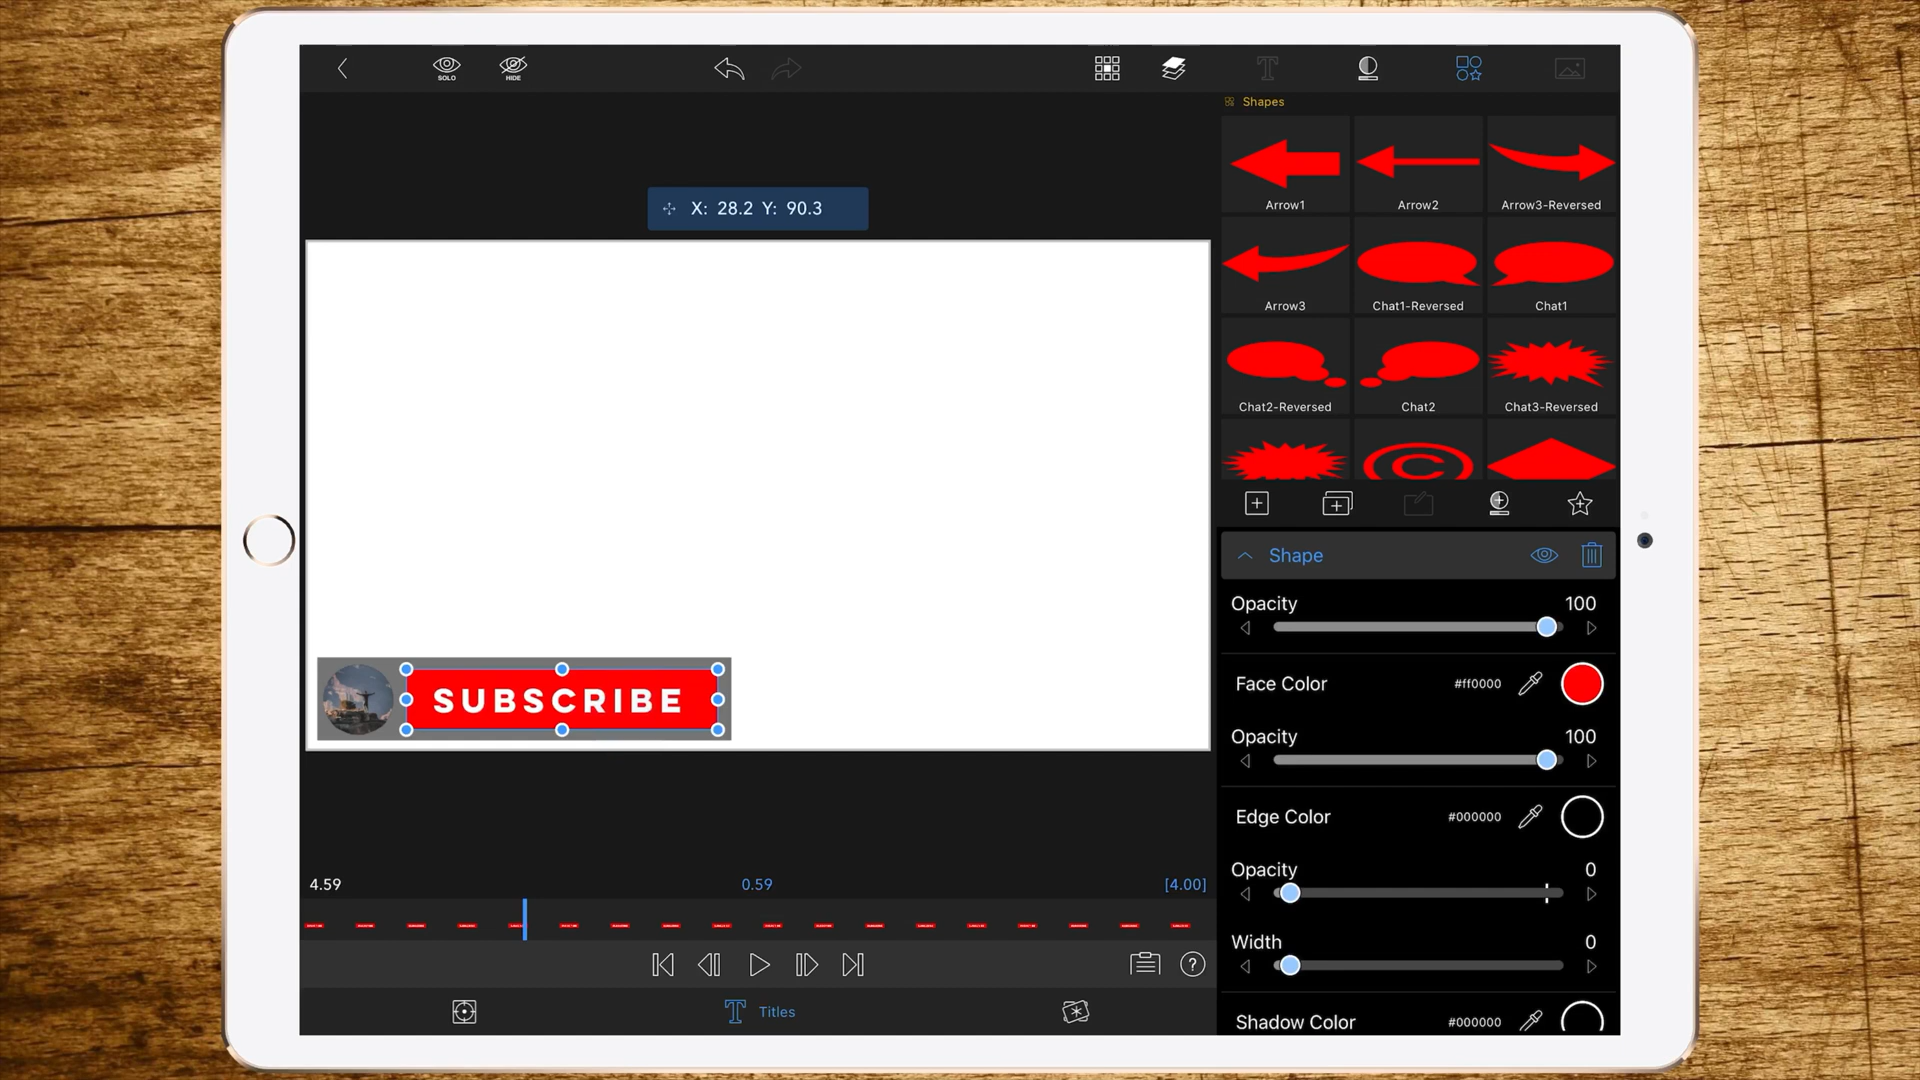 SOLO
HIDE
Shapes
X: 28.2 Y: 90.3
Arrow1
Arrow2
Arrow3-Reversed
Arrow3
Chat1-Reversed
Chat1
Chat2-Reversed
Chat2
Chat3-Reversed
C
Shape
Opacity 100
Face Color #ff0000
Opacity 100
Edge Color #000000
Opacity 0
Width 0
Shadow Color #000000
SUBSCRIBE
4.59
0.59
[4.00]
?
T Titles